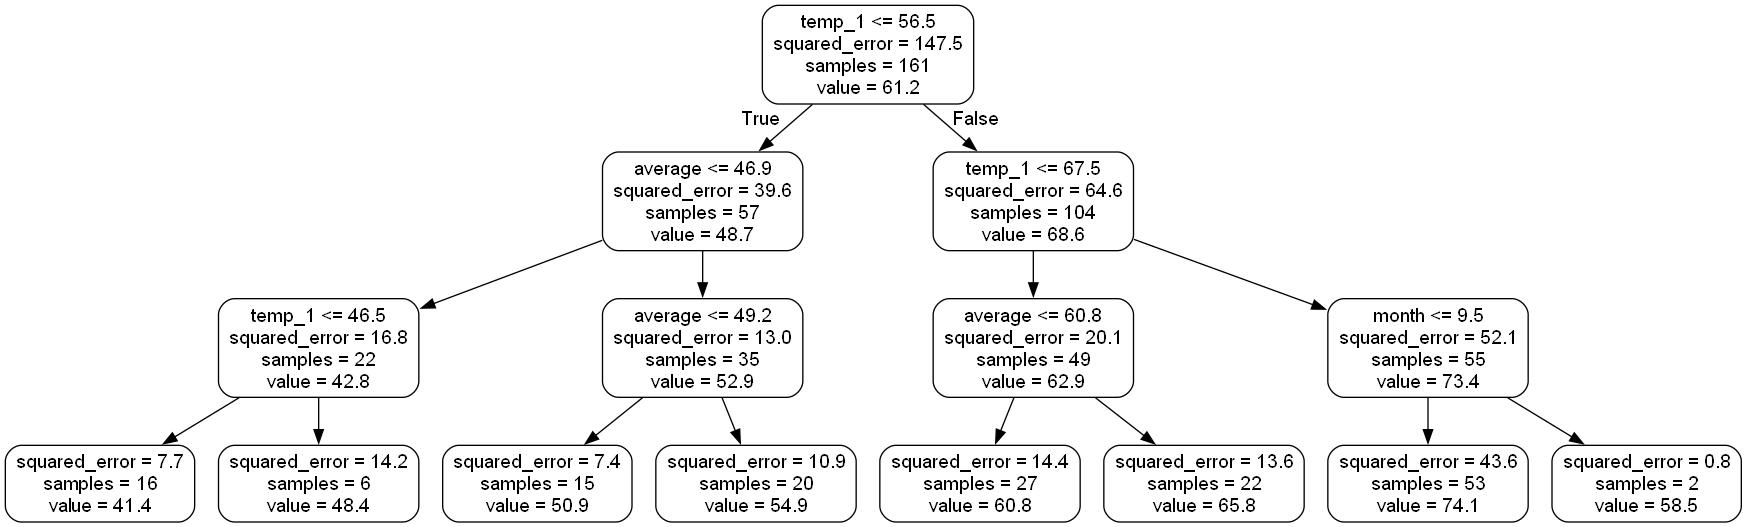 temp_1 <= 56.5
squared_error = 147.5
samples = 161
value = 61.2
True
False
average <= 46.9
squared_error = 39.6
samples = 57
value = 48.7
temp_1 <= 67.5
squared_error = 64.6
samples = 104
value = 68.6
temp_1 <= 46.5
squared_error = 16.8
samples = 22
value = 42.8
average <= 49.2
squared_error = 13.0
samples = 35
value = 52.9
average <= 60.8
squared_error = 20.1
samples = 49
value = 62.9
month <= 9.5
squared_error = 52.1
samples = 55
value = 73.4
squared_error = 7.7
samples = 16
value = 41.4
squared_error = 14.2
samples = 6
value = 48.4
squared_error = 7.4
samples = 15
value = 50.9
squared_error = 10.9
samples = 20
value = 54.9
squared_error = 14.4
samples = 27
value = 60.8
squared_error = 13.6
samples = 22
value = 65.8
squared_error = 43.6
samples = 53
value = 74.1
squared_error = 0.8
samples = 2
value = 58.5